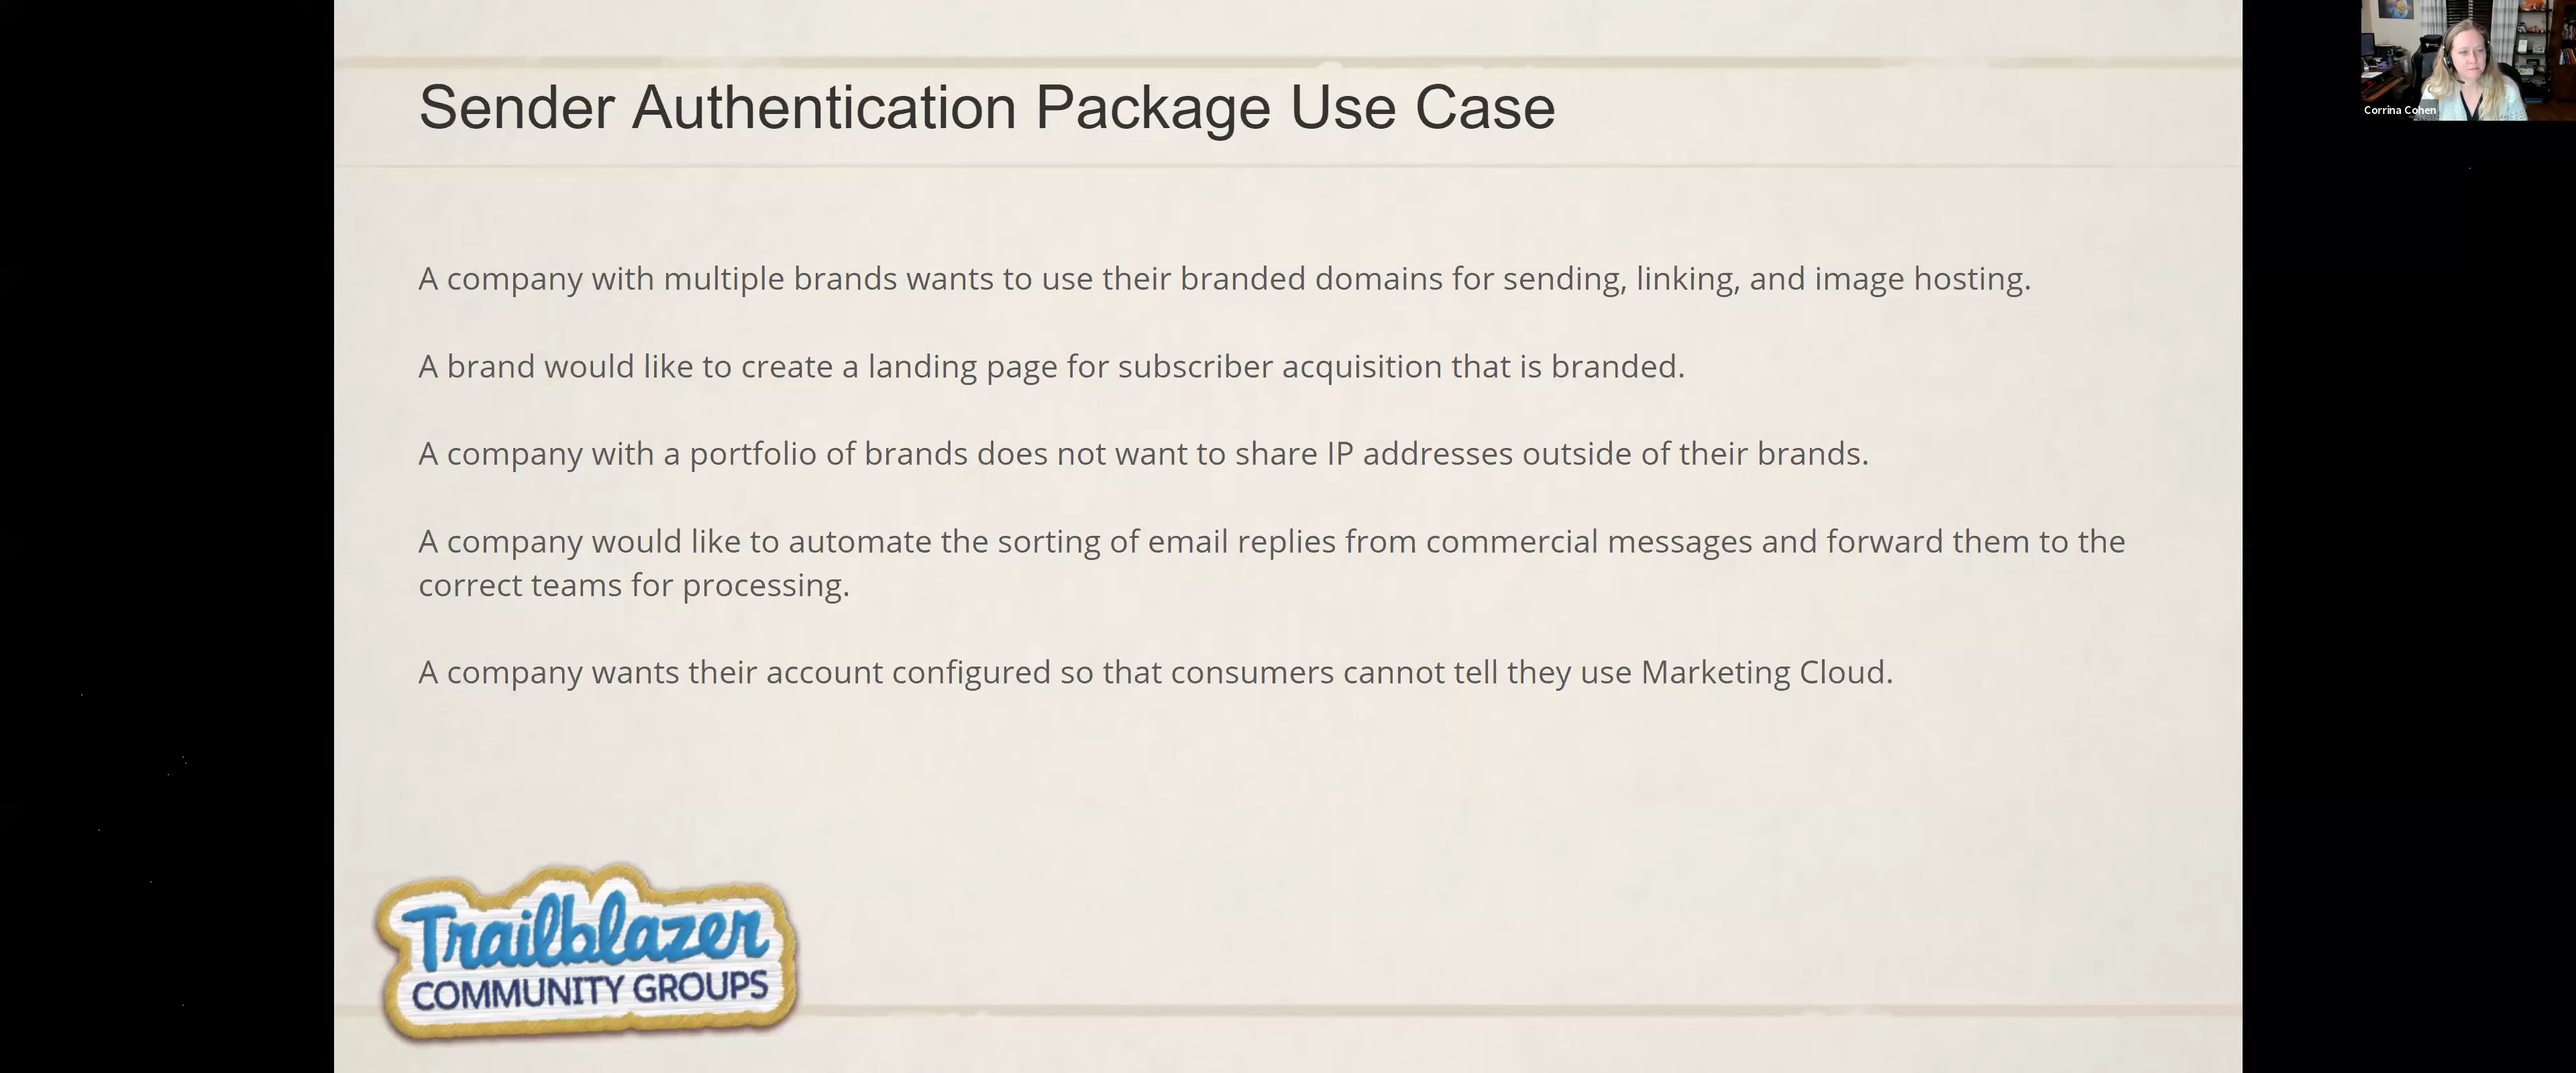 Sender Authentication Package Use Case
Corrina Cohen
A company with multiple brands wants to use their branded domains for sending, linking, and image hosting.
A brand would like to create a landing page for subscriber acquisition that is branded.
A company with a portfolio of brands does not want to share IP addresses outside of their brands.
A company would like to automate the sorting of email replies from commercial messages and forward them to the
correct teams for processing.
A company wants their account configured so that consumers cannot tell they use Marketing Cloud.
Trailblazer
COMMUNITY GROUPS